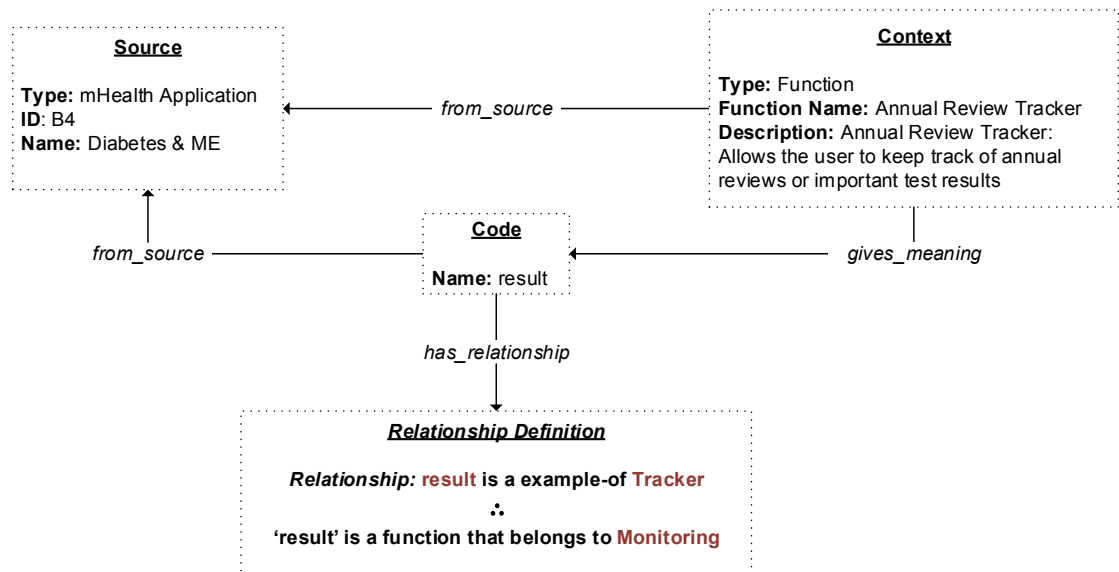 Source
Type: mHealth Application
ID: B4
Name: Diabetes & ME
from_source
Context
Type: Function
Function Name: Annual Review Tracker
Description: Annual Review Tracker:
Allows the user to keep track of annual
reviews or important test results
from_source
Code
Name: result
gives_meaning
has_relationship
Relationship Definition
Relationship: result is a example-of Tracker
∴
‘result’ is a function that belongs to Monitoring